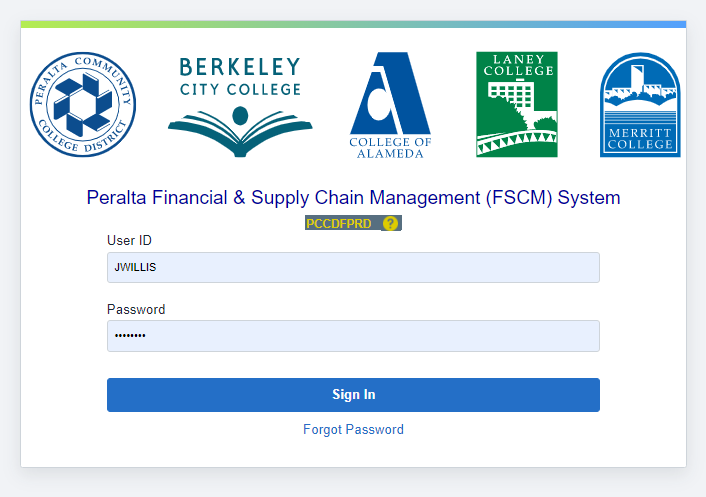 PERALTA COMMUNITY
COLLEGE DISTRICT
BERKELEY
CITY COLLEGE
COLLEGE OF
ALAMEDA
LANEY
COLLEGE
MERRITT
COLLEGE
Peralta Financial & Supply Chain Management (FSCM) System
PCCDFPRD ?
User ID
JWILLIS
Password
••••••••
Sign In
Forgot Password